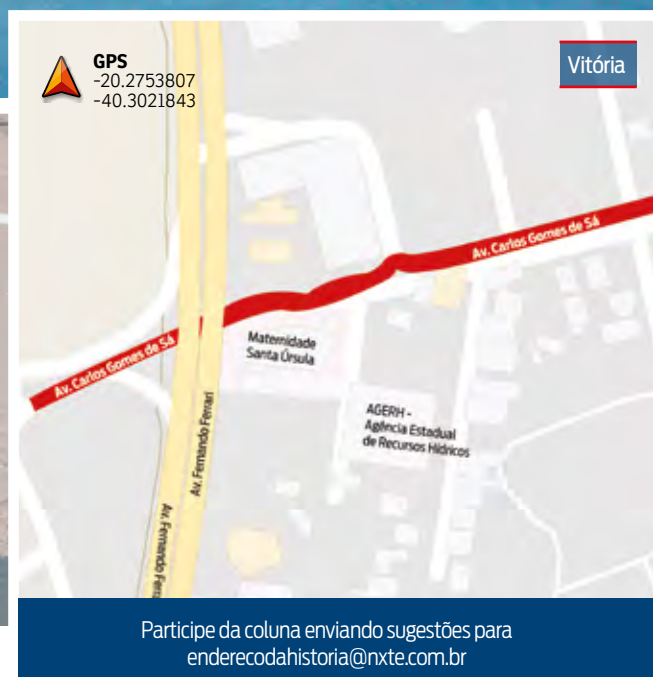 GPS
-20.2753807
-40.3021843
Vitória
Av. Carlos Gomes de Sá
Maternidade
Santa Úrsula
Av. Carlos Gomes de Sá
AGERH -
Agência Estadual
de Recursos Hídricos
Av. Fernando Ferrari
Av. Fernando Ferra
Participe da coluna enviando sugestões para
enderecodahistoria@nxte.com.br